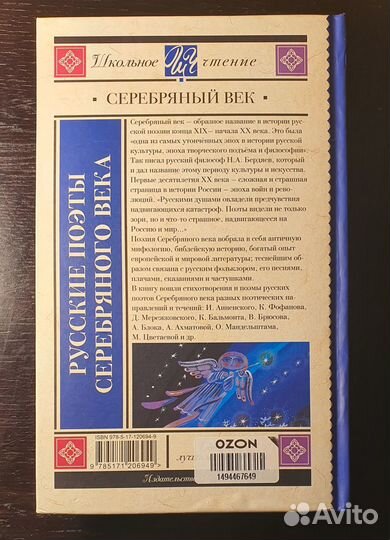 Школьное чтение
СЕРЕБРЯНЫЙ ВЕК
РУССКИЕ ПОЭТЫ
СЕРЕБРЯНОГО ВЕКА
Серебряный век — образное название в истории рус-
ской поэзии конца XIX— начала XX века. Это была
«одна из самых утончённых эпох в истории русской
культуры, эпоха творческого подъёма и философии».
Так писал русский философ Н.А. Бердяев, который
и дал название этому периоду культуры и искусства.
Первые десятилетия XX века — сложная и страшная
страница в истории России — эпоха войн и рево-
люций. «Русскими душами овладели предчувствия
надвигающихся катастроф. Поэты видели не только
зори, но и что-то страшное, надвигающееся на
Россию и мир...»
Поэзия Серебряного века вобрала в себя античную
мифологию, библейскую историю, богатый опыт
европейской и мировой литературы; теснейшим об-
разом связана с русским фольклором, его песнями,
плачами, сказаниями и частушками.
В книгу вошли стихотворения и поэмы русских
поэтов Серебряного века разных поэтических на-
правлений и течений: И. Анненского, К. Фофанова,
Д. Мережковского, К. Бальмонта, В. Брюсова,
А. Блока, А. Ахматовой, О. Мандельштама,
М. Цветаевой и др.
ISBN 978-5-17-120694-9
9 785171 206949 >
OZON
1494467649
Издательство
Avito